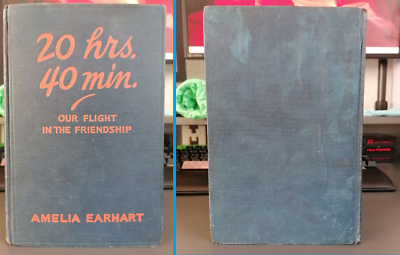 20 hrs.
40 min.
OUR FLIGHT
IN THE FRIENDSHIP
AMELIA EARHART